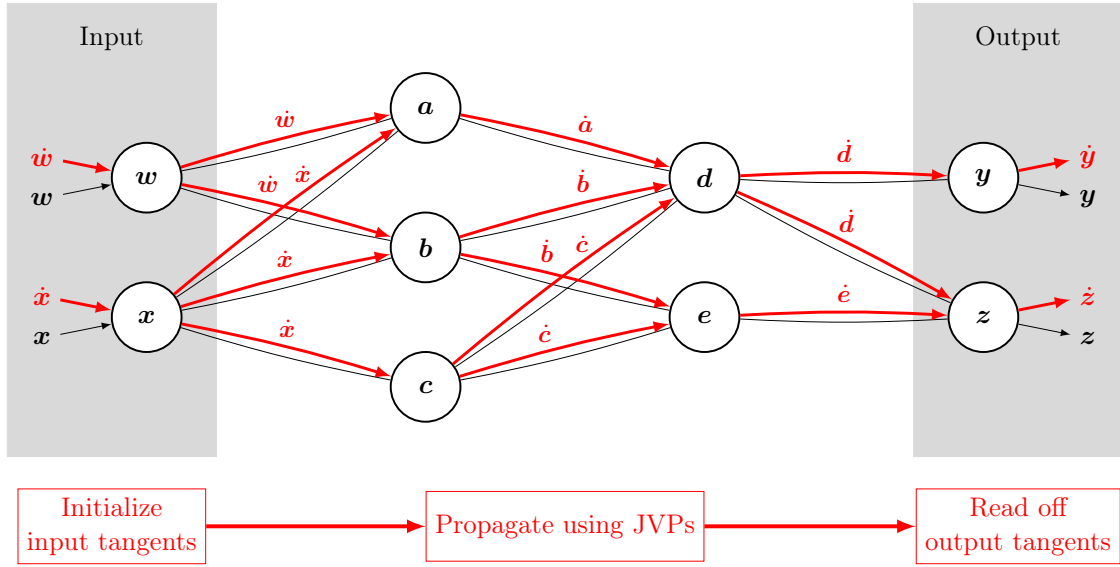 Input
Output
a
ẇ
ȧ
ẇ
ẇ
ẋ
ḋ
ẏ
w
d
y
w
y
ḃ
ḋ
b
ẋ
ḃ
ċ
ẋ
ė
ż
x
e
z
x
z
ẋ
ċ
c
Initialize
input tangents
Propagate using JVPs
Read off
output tangents